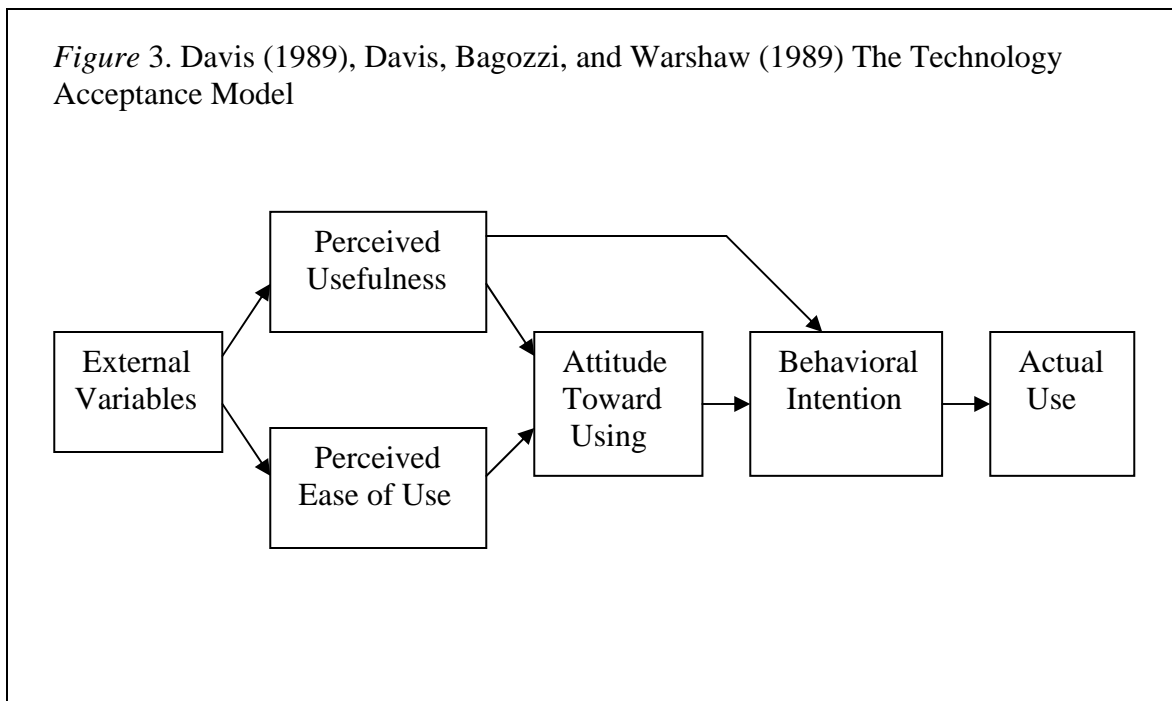 Figure 3. Davis (1989), Davis, Bagozzi, and Warshaw (1989) The Technology
Acceptance Model
Perceived
Usefulness
External
Variables
Perceived
Ease of Use
Attitude
Toward
Using
Behavioral
Intention
Actual
Use